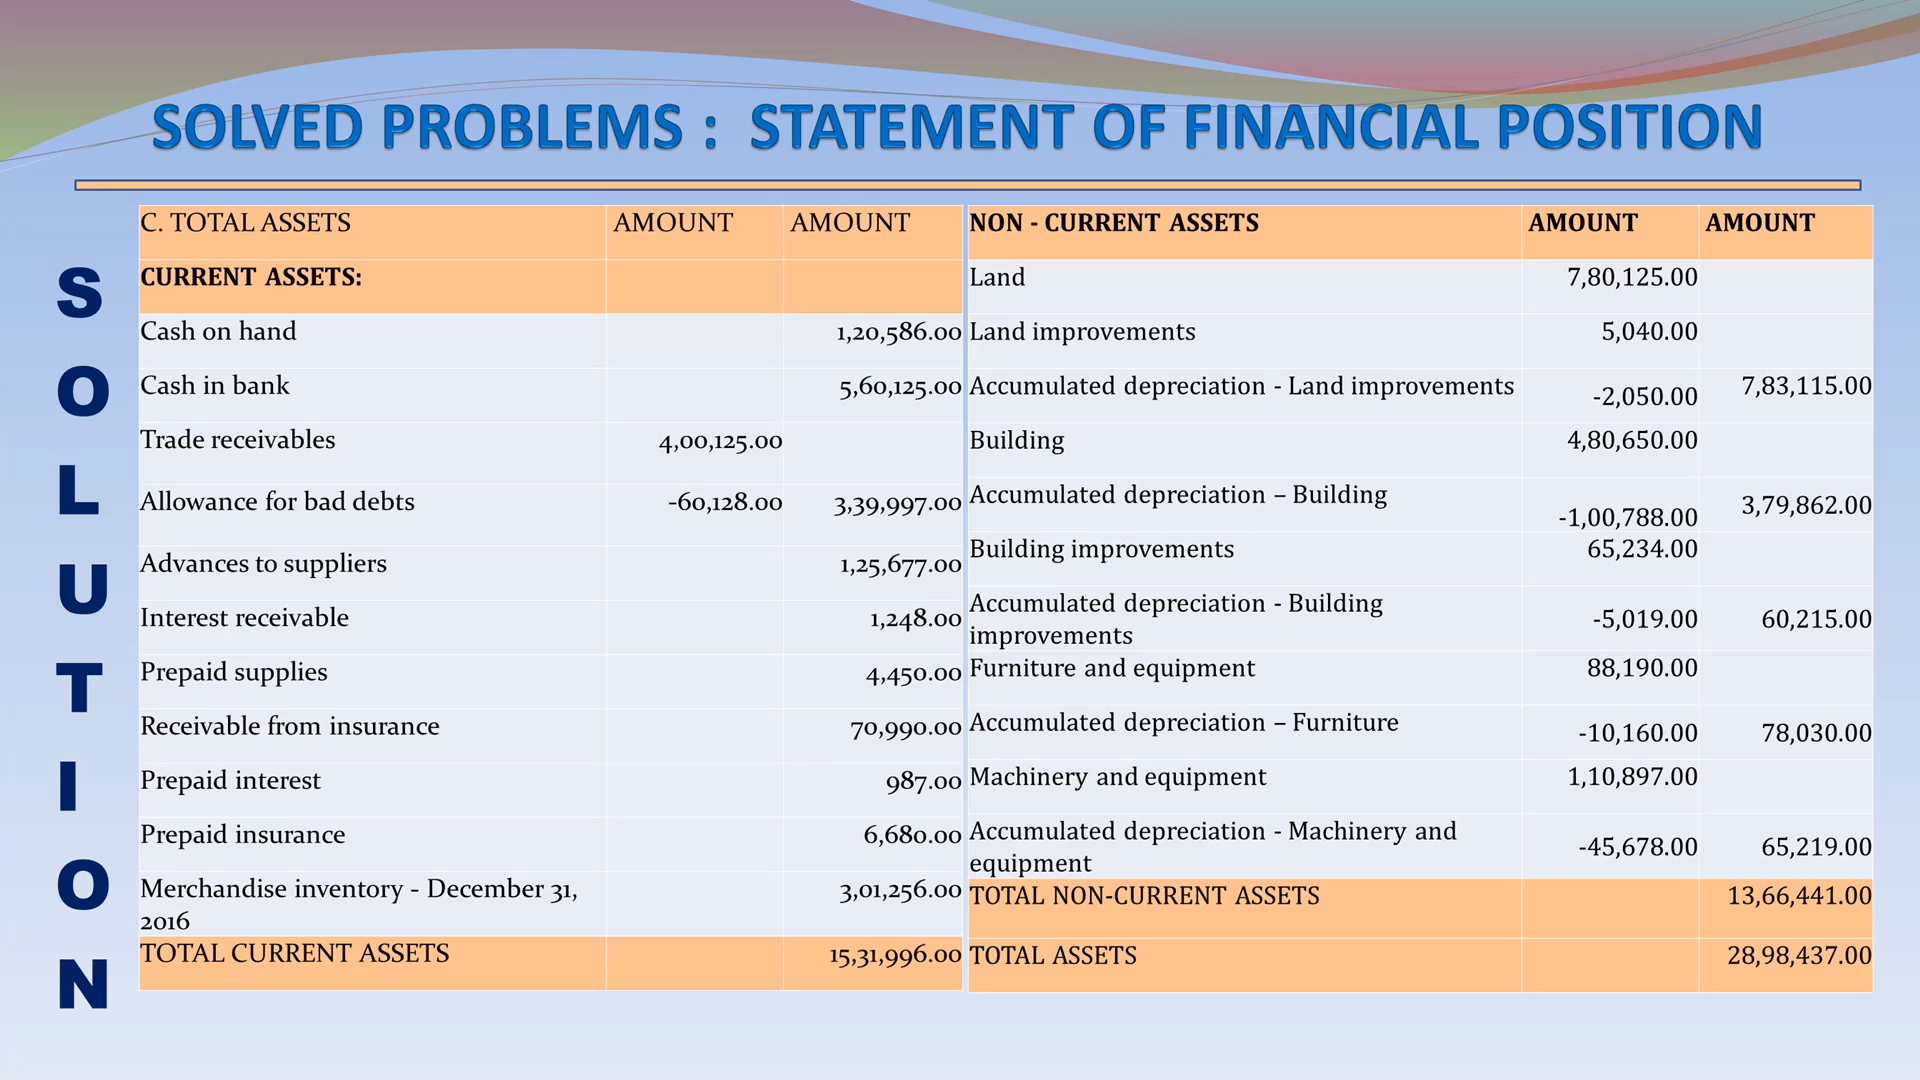 SOLVED PROBLEMS : STATEMENT OF FINANCIAL POSITION
S
O
L
U
T
I
O
N
C. TOTAL ASSETS AMOUNT AMOUNT
CURRENT ASSETS:
Cash on hand 1,20,586.00
Cash in bank 5,60,125.00
Trade receivables 4,00,125.00
Allowance for bad debts -60,128.00 3,39,997.00
Advances to suppliers 1,25,677.00
Interest receivable 1,248.00
Prepaid supplies 4,450.00
Receivable from insurance 70,990.00
Prepaid interest 987.00
Prepaid insurance 6,680.00
Merchandise inventory - December 31, 3,01,256.00
2016
TOTAL CURRENT ASSETS 15,31,996.00
NON - CURRENT ASSETS AMOUNT AMOUNT
Land 7,80,125.00
Land improvements 5,040.00
Accumulated depreciation - Land improvements -2,050.00 7,83,115.00
Building 4,80,650.00
Accumulated depreciation – Building -1,00,788.00 3,79,862.00
Building improvements 65,234.00
Accumulated depreciation - Building
improvements -5,019.00 60,215.00
Furniture and equipment 88,190.00
Accumulated depreciation – Furniture -10,160.00 78,030.00
Machinery and equipment 1,10,897.00
Accumulated depreciation - Machinery and
equipment -45,678.00 65,219.00
TOTAL NON-CURRENT ASSETS 13,66,441.00
TOTAL ASSETS 28,98,437.00